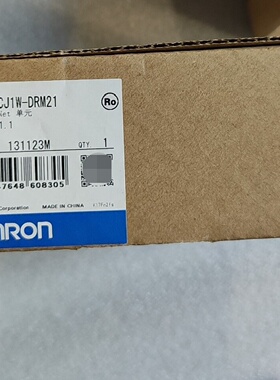 CJ1W-DRM21
Net 单元
1.1
131123M QTY 1
7648 608305
Corporation MADE IN CHINA
MRON
Ro